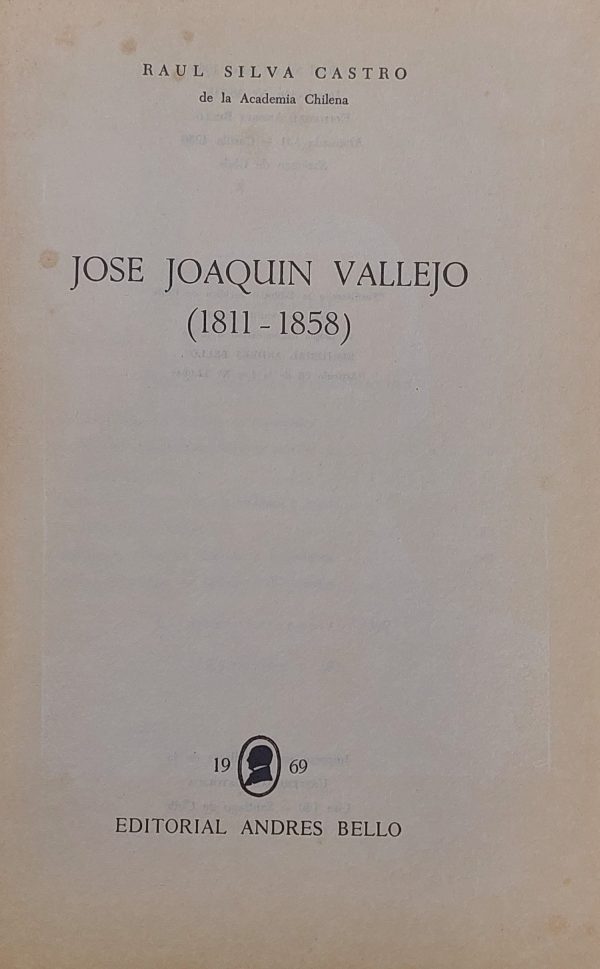 RAUL SILVA CASTRO
de la Academia Chilena
JOSE JOAQUIN VALLEJO
(1811 - 1858)
19 69
EDITORIAL ANDRES BELLO